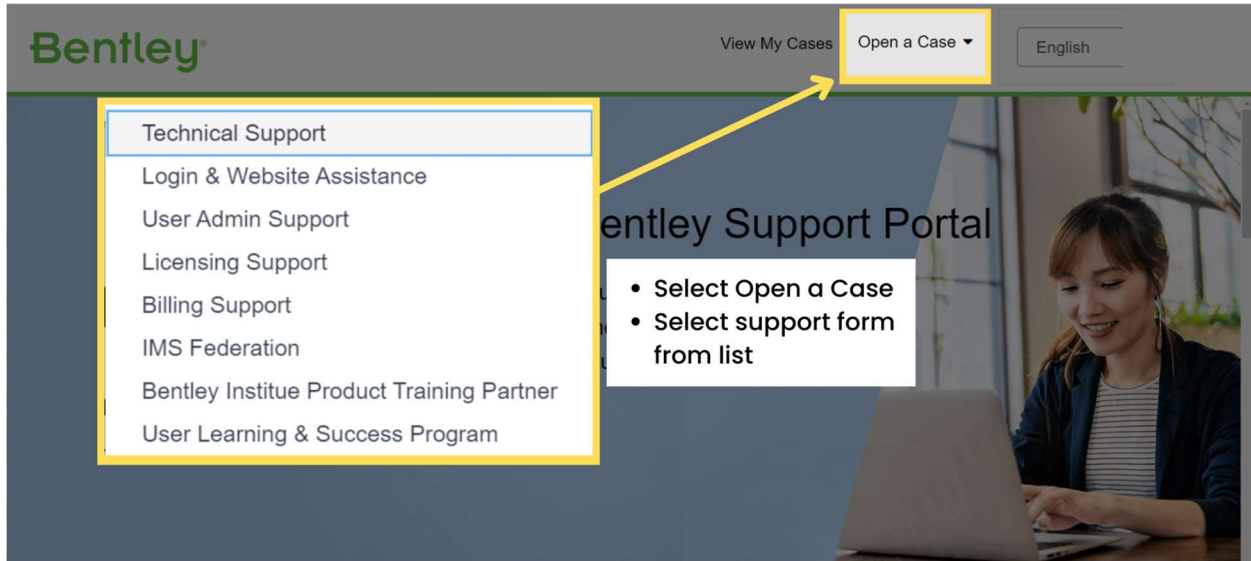 Bentley
View My Cases
Open a Case
English
Technical Support
Login & Website Assistance
User Admin Support
Licensing Support
Billing Support
IMS Federation
Bentley Institue Product Training Partner
User Learning & Success Program
entley Support Portal
• Select Open a Case
• Select support form
from list